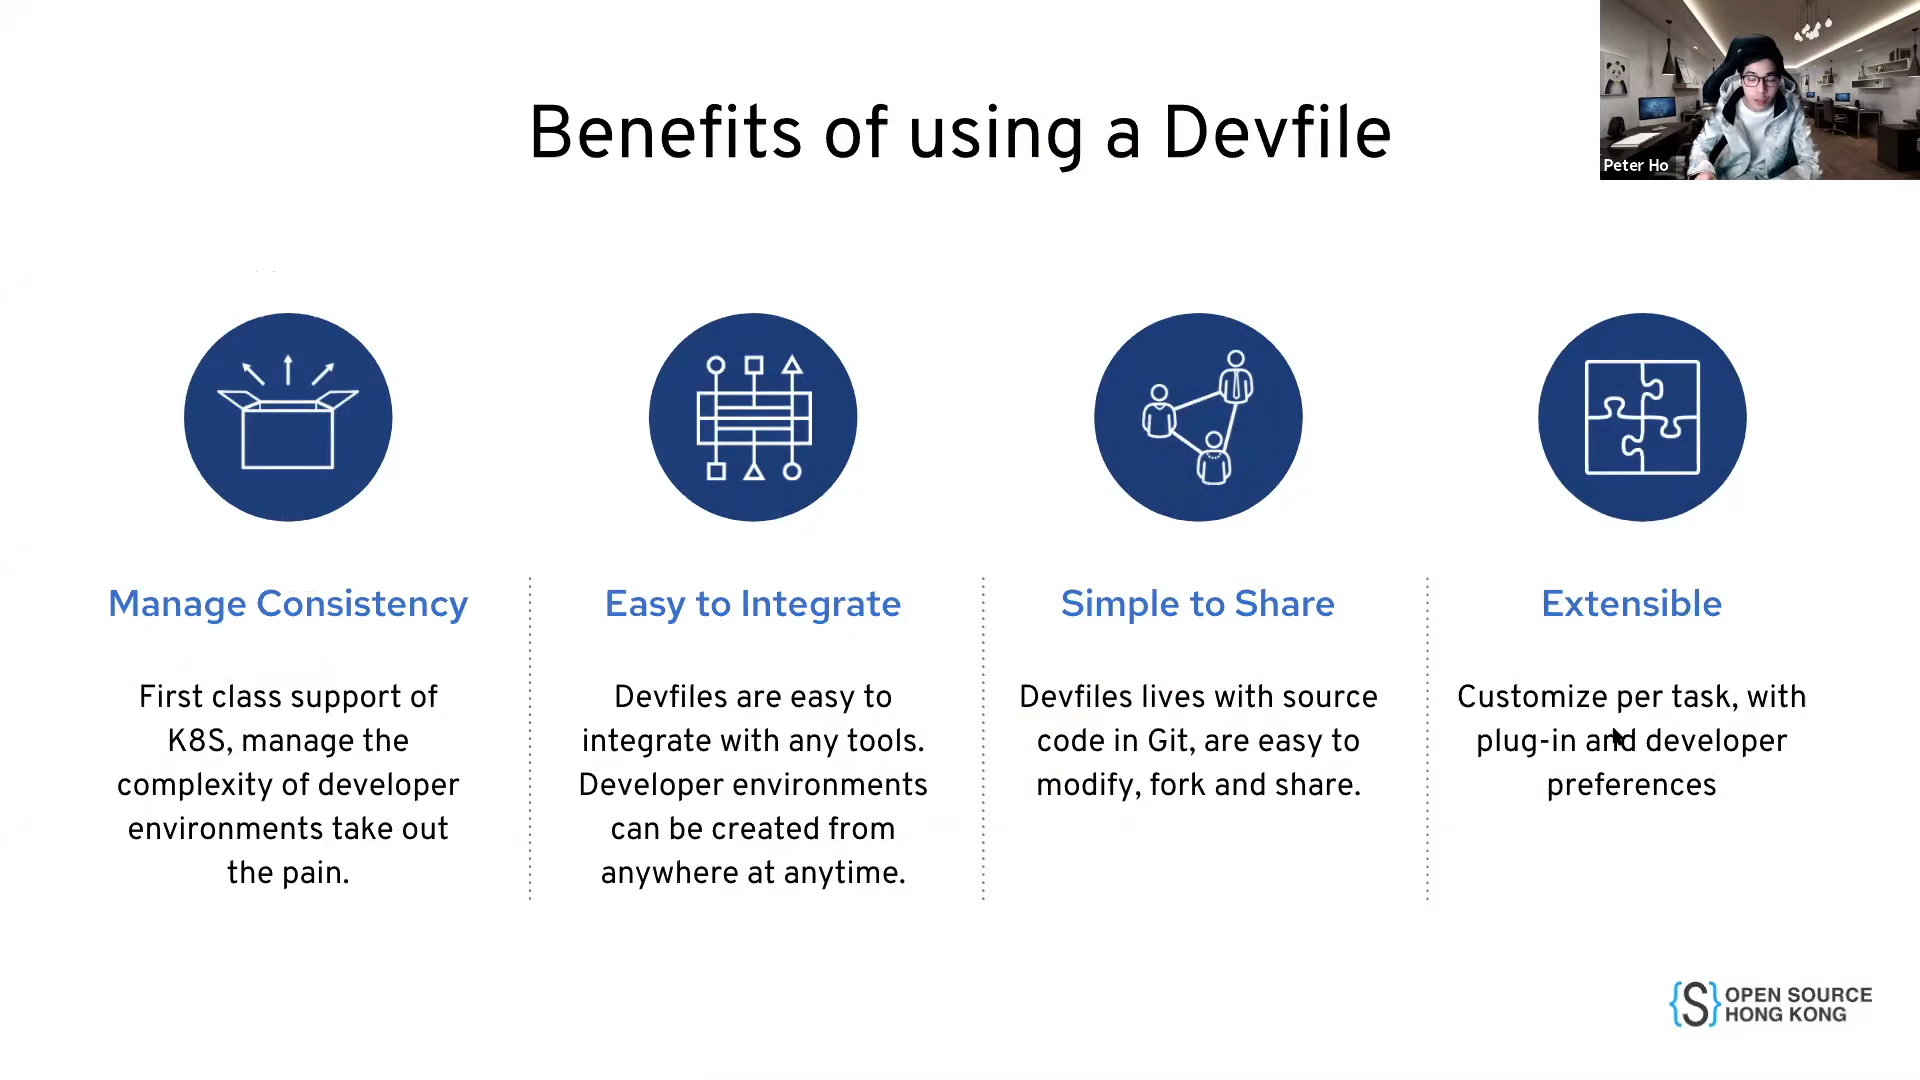 Benefits of using a Devfile
Peter Ho
Manage Consistency
First class support of
K8S, manage the
complexity of developer
environments take out
the pain.
Easy to Integrate
Devfiles are easy to
integrate with any tools.
Developer environments
can be created from
anywhere at anytime.
Simple to Share
Devfiles lives with source
code in Git, are easy to
modify, fork and share.
Extensible
Customize per task, with
plug-in and developer
preferences
{S} OPEN SOURCE
HONG KONG